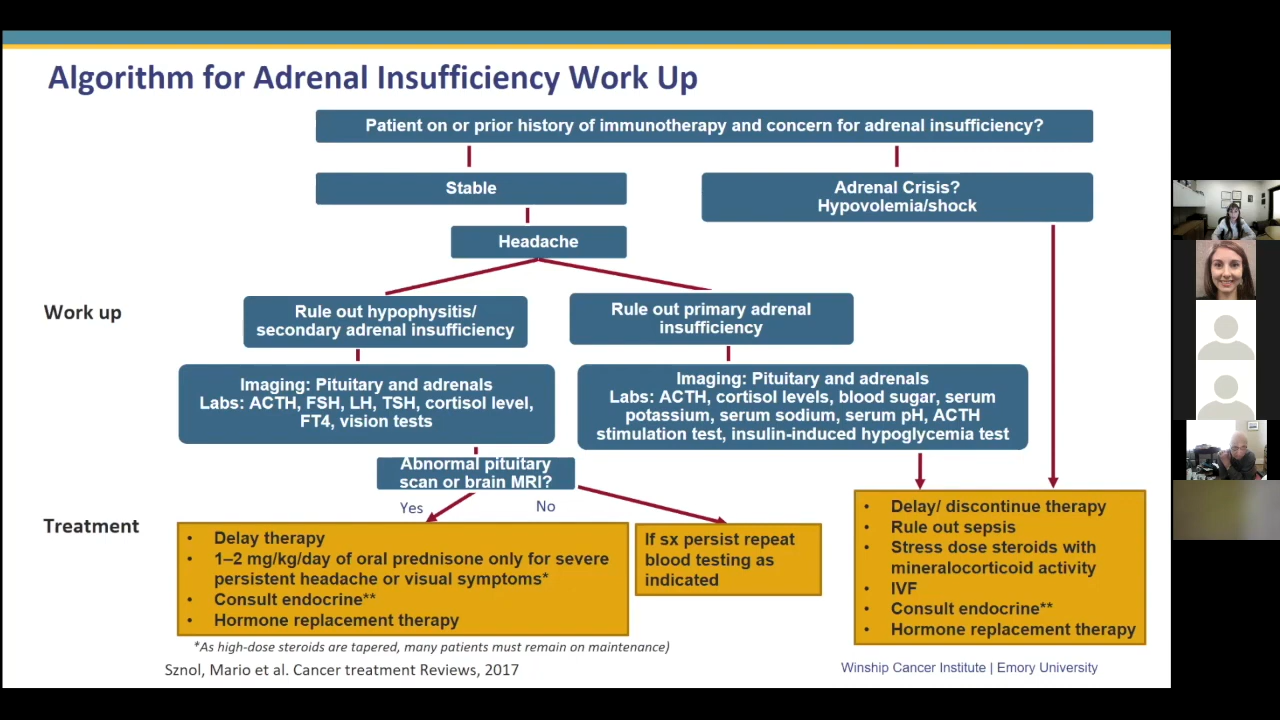 Algorithm for Adrenal Insufficiency Work Up
Patient on or prior history of immunotherapy and concern for adrenal insufficiency?
Stable
Adrenal Crisis?
Hypovolemia/shock
Headache
Work up
Rule out hypophysitis/
secondary adrenal insufficiency
Rule out primary adrenal
insufficiency
Imaging: Pituitary and adrenals
Labs: ACTH, FSH, LH, TSH, cortisol level,
FT4, vision tests
Imaging: Pituitary and adrenals
Labs: ACTH, cortisol levels, blood sugar, serum
potassium, serum sodium, serum pH, ACTH
stimulation test, insulin-induced hypoglycemia test
Abnormal pituitary
scan or brain MRI?
Yes
No
Treatment
• Delay therapy
• 1–2 mg/kg/day of oral prednisone only for severe
persistent headache or visual symptoms*
• Consult endocrine**
• Hormone replacement therapy
If sx persist repeat
blood testing as
indicated
• Delay/ discontinue therapy
• Rule out sepsis
• Stress dose steroids with
mineralocorticoid activity
• IVF
• Consult endocrine**
• Hormone replacement therapy
*As high-dose steroids are tapered, many patients must remain on maintenance)
Sznol, Mario et al. Cancer treatment Reviews, 2017
Winship Cancer Institute | Emory University